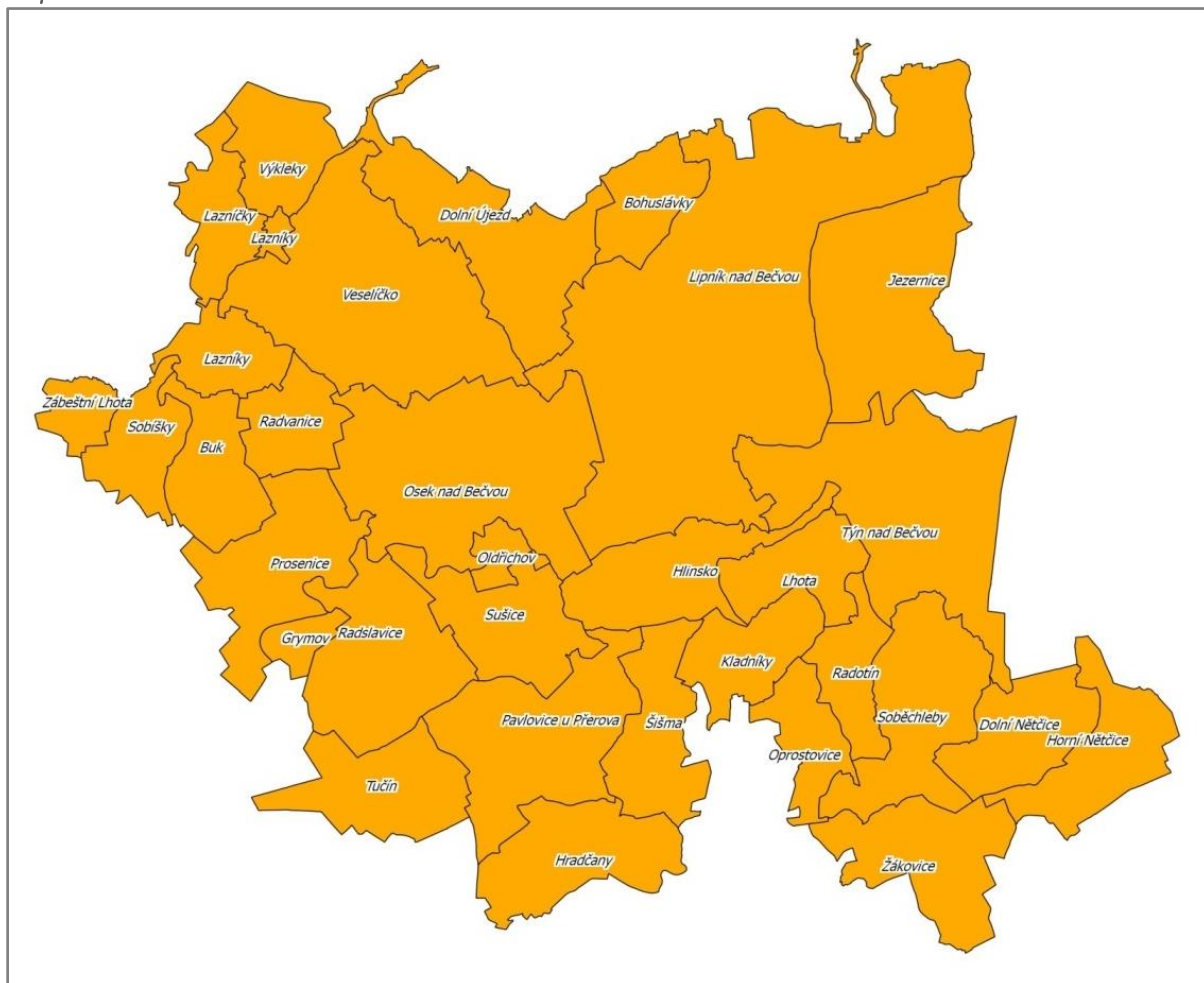 Výkleky
Lazníčky
Dolní Újezd
Bohuslávky
Lazníky
Lipník nad Bečvou
Jezernice
Veselíčko
Lazníky
Zábeštní Lhota
Sobíšky
Radvanice
Buk
Osek nad Bečvou
Týn nad Bečvou
Oldřichov
Prosenice
Hlinsko
Lhota
Sušice
Grymov
Radslavice
Kladníky
Radotín
Pavlovice u Přerova
Šišma
Soběchleby
Dolní Nětčice
Horní Nětčice
Oprostovice
Tučín
Hradčany
Žákovice